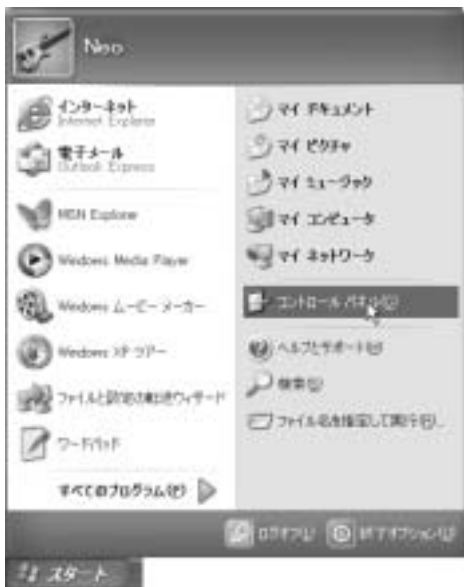 Neo
インターネット
Internet Explorer
電子メール
Outlook Express
MSN Explorer
Windows Media Player
Windows ムービー メーカー
Windows XP ツアー
ファイルと設定の転送ウィザード
ワードパッド
すべてのプログラム(P)
マイ ドキュメント
マイ ピクチャ
マイ ミュージック
マイ コンピュータ
マイ ネットワーク
コントロール パネル(C)
ヘルプとサポート(H)
検索(S)
ファイル名を指定して実行(R)...
ログオフ(L)
終了オプション(U)
スタート